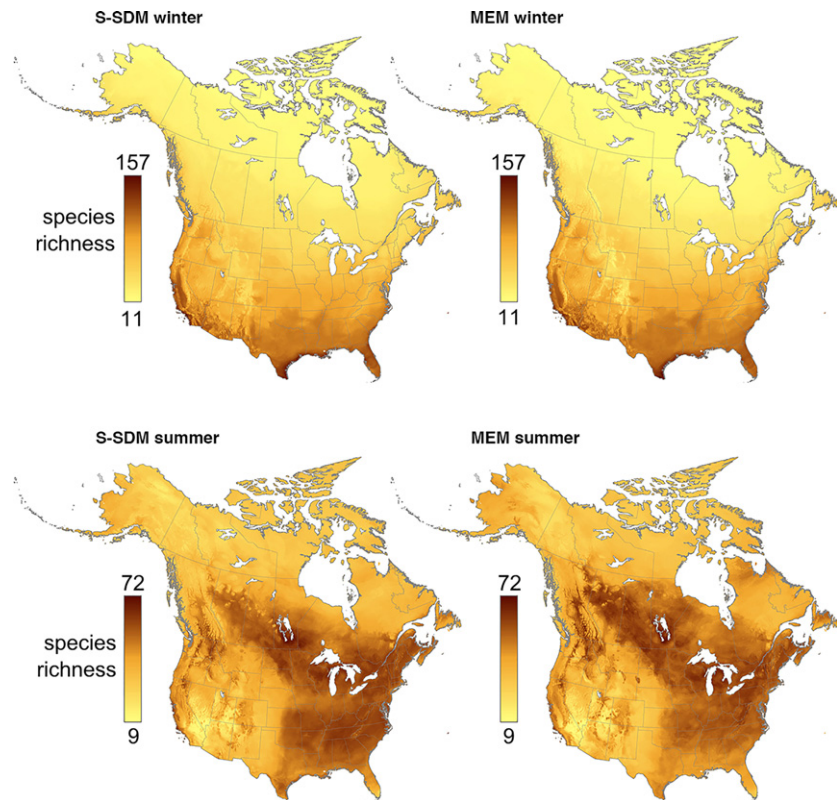 S-SDM winter
MEM winter
157
species
richness
11
157
11
S-SDM summer
MEM summer
72
species
richness
9
72
9